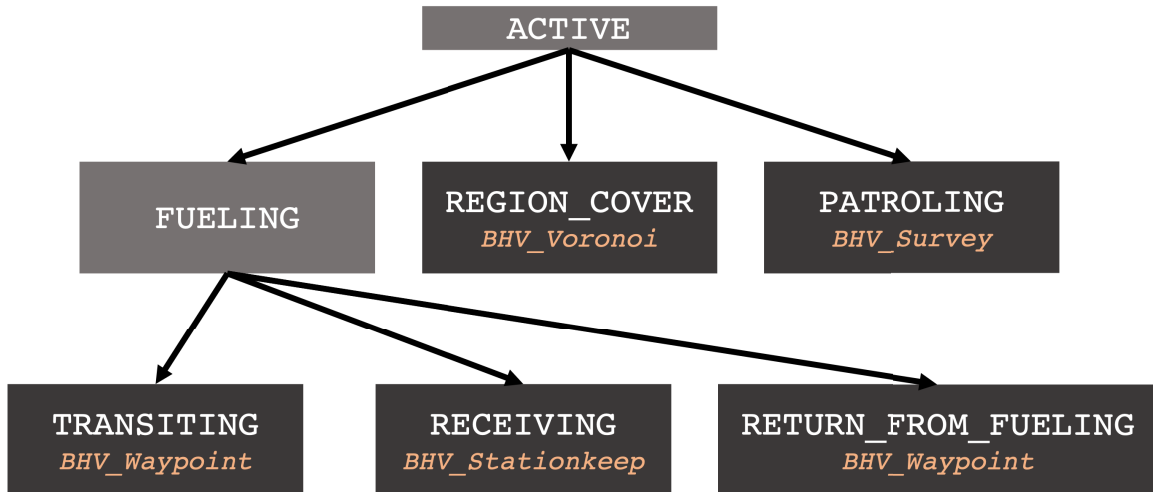 ACTIVE
FUELING
REGION_COVER
BHV_Voronoi
PATROLING
BHV_Survey
TRANSITING
BHV_Waypoint
RECEIVING
BHV_Stationkeep
RETURN_FROM_FUELING
BHV_Waypoint